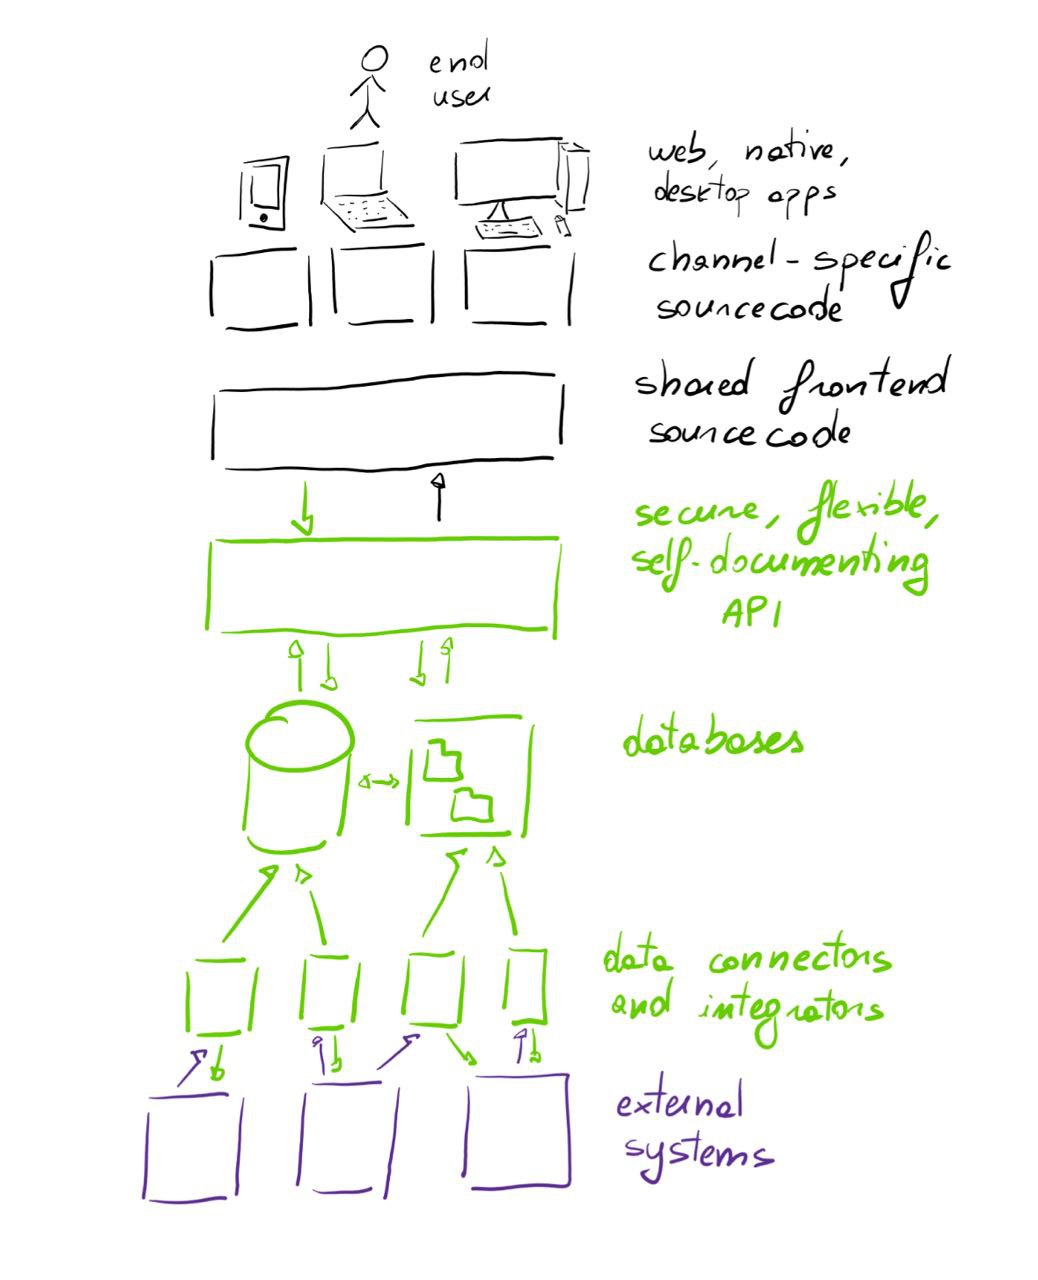 end
user
web, native,
desktop apps
channel-specific
sourcecode
shared frontend
sourcecode
secure, flexible,
self-documenting
API
databases
data connectors
and integrators
external
systems